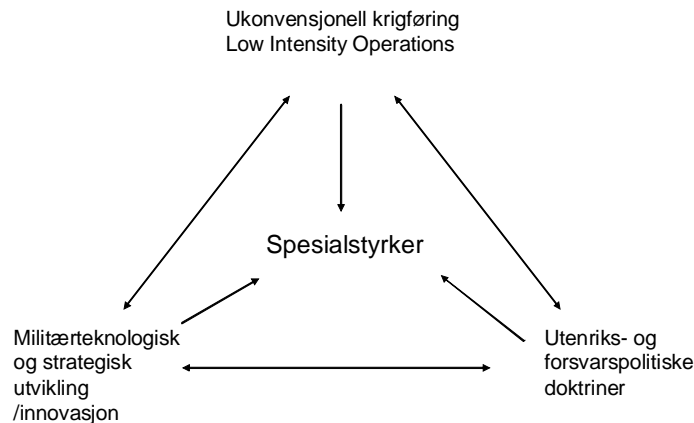 Ukonvensjonell krigføring
Low Intensity Operations
Spesialstyrker
Militærteknologisk
og strategisk
utvikling
/innovasjon
Utenriks- og
forsvarspolitiske
doktriner